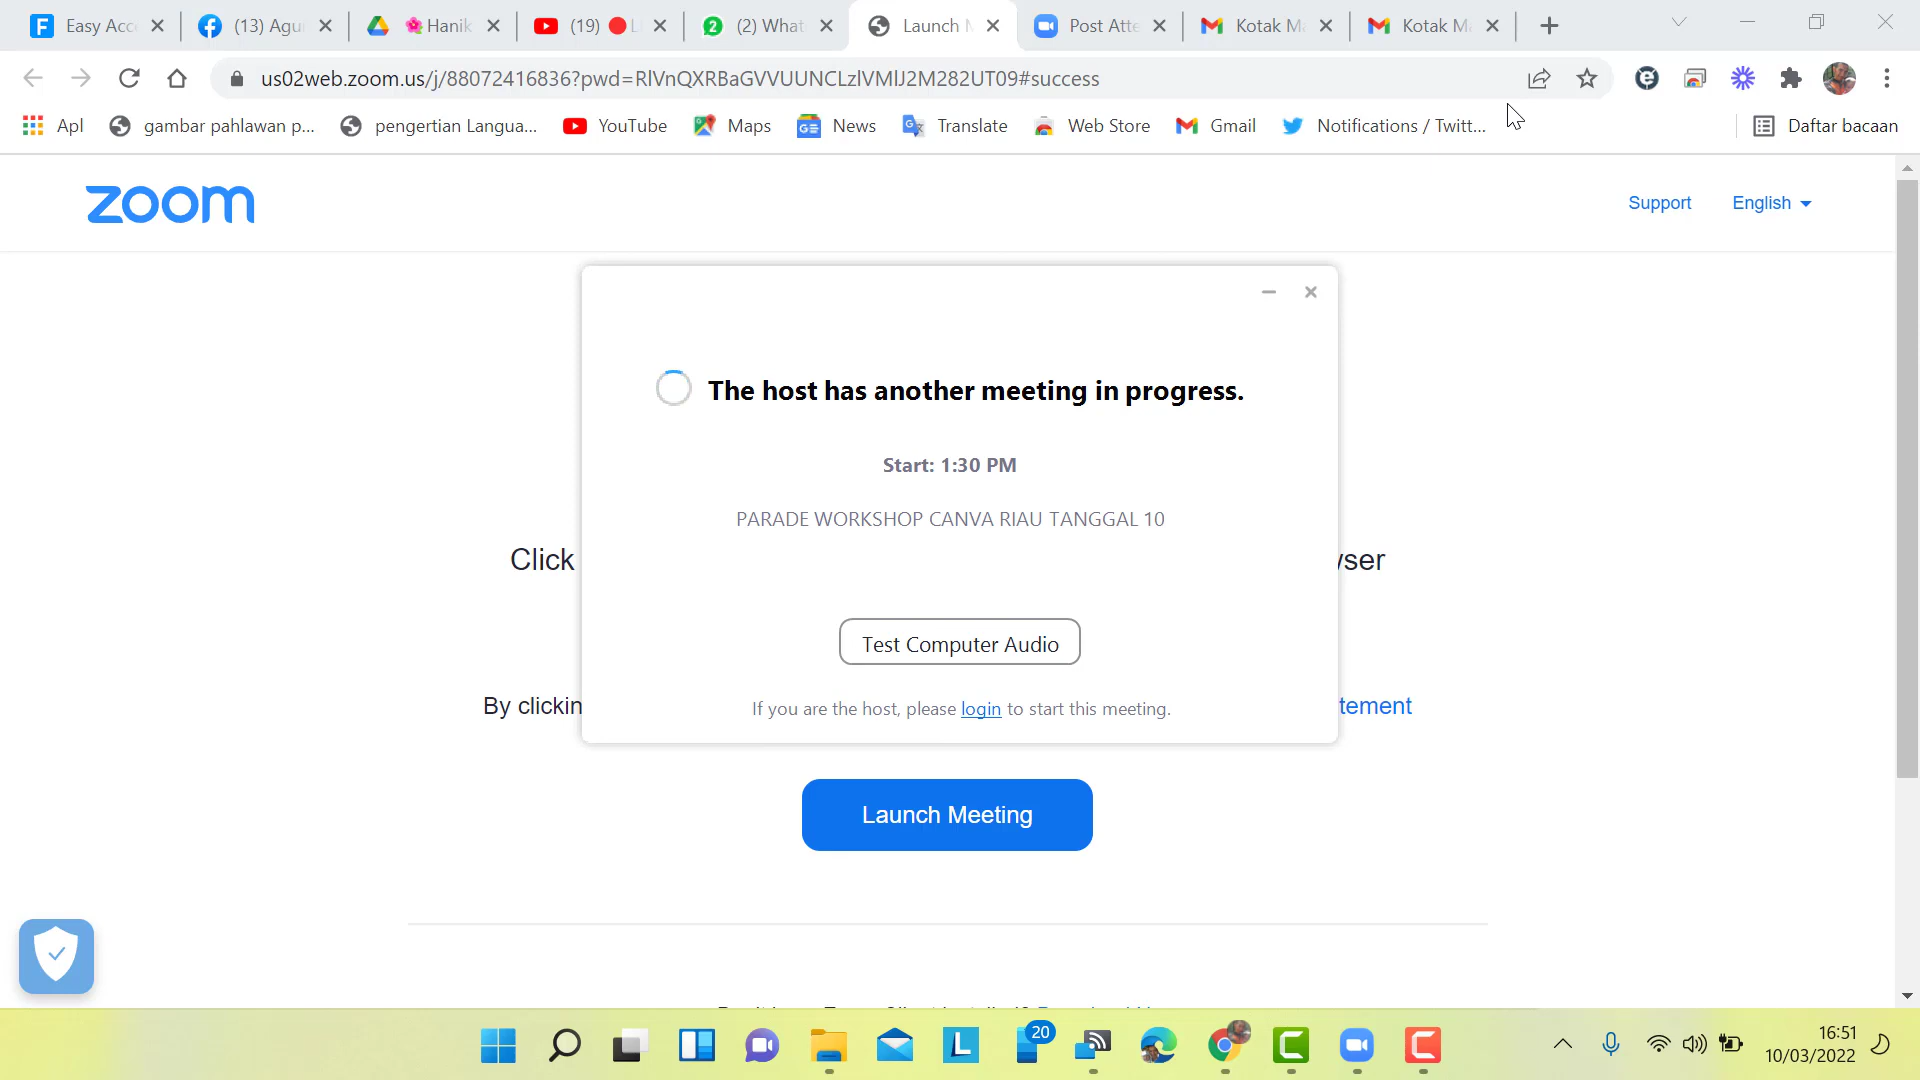 Easy Acc
(13) Agu
Hanik
(19)
(2) What
Launch
Post Atte
Kotak Ma
Kotak Ma
us02web.zoom.us/j/88072416836?pwd=RlVnQXRBaGVVUUNCLzlVMlJ2M282UT09#success
Apl
gambar pahlawan p...
pengertian Langua...
YouTube
Maps
News
Translate
Web Store
Gmail
Notifications / Twitt...
Daftar bacaan
zoom
Support
English
The host has another meeting in progress.
Start: 1:30 PM
PARADE WORKSHOP CANVA RIAU TANGGAL 10
Click
wser
Test Computer Audio
By clickin
tement
If you are the host, please login to start this meeting.
Launch Meeting
20
16:51
10/03/2022